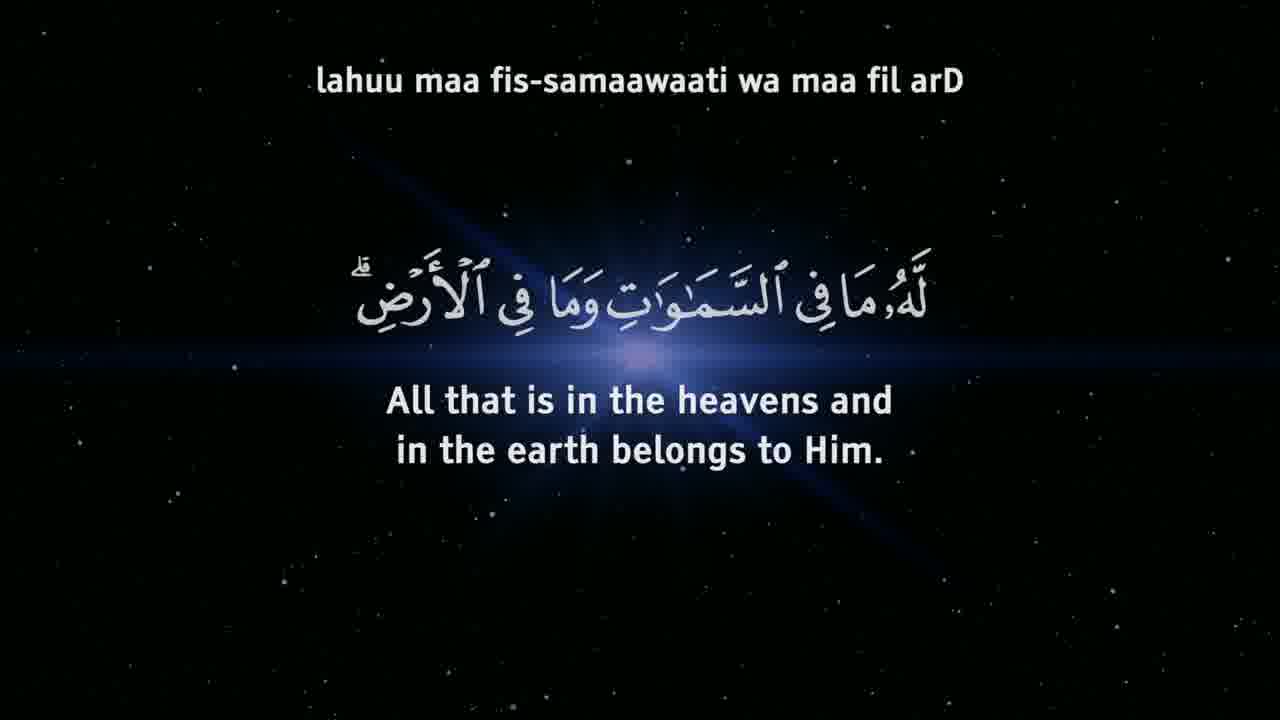 lahuu maa fis-samaawaati wa maa fil arD
لَّهُۥ مَا فِى ٱلسَّمَـٰوَٰتِ وَمَا فِى ٱلْأَرْضِ ۗ
All that is in the heavens and
in the earth belongs to Him.